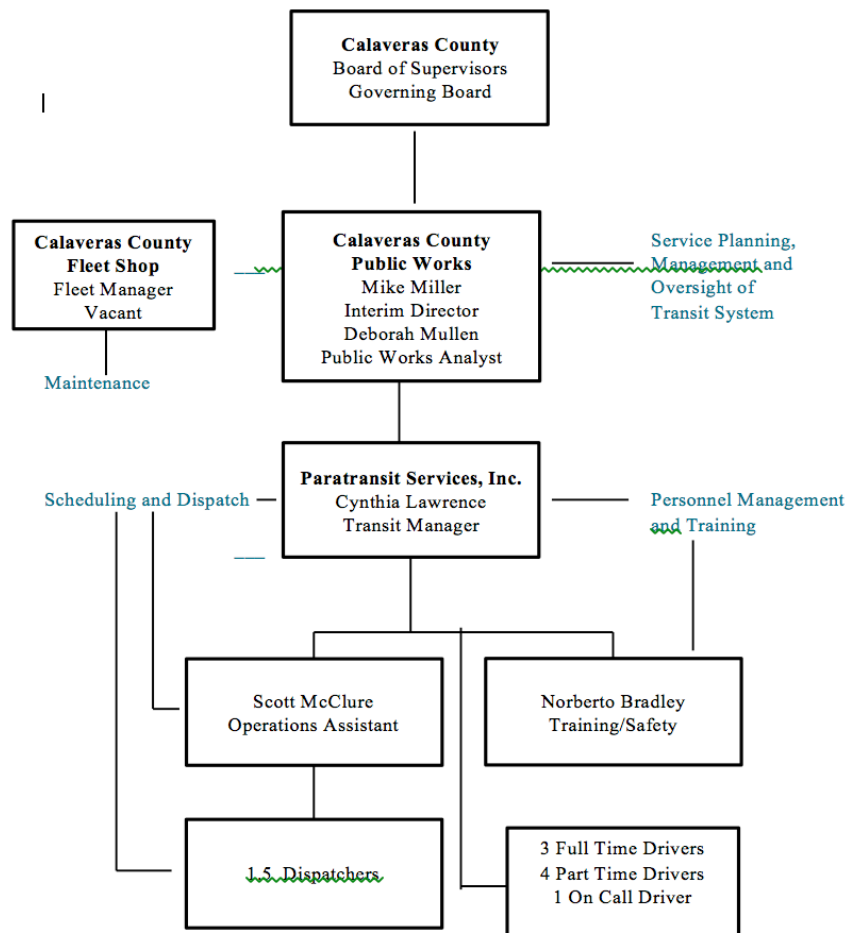 Calaveras County
Board of Supervisors
Governing Board
Calaveras County
Fleet Shop
Fleet Manager
Vacant
Maintenance
Calaveras County
Public Works
Mike Miller
Interim Director
Deborah Mullen
Public Works Analyst
Service Planning,
Management and
Oversight of
Transit System
Scheduling and Dispatch
Paratransit Services, Inc.
Cynthia Lawrence
Transit Manager
Personnel Management
and Training
Scott McClure
Operations Assistant
Norberto Bradley
Training/Safety
1.5 Dispatchers
3 Full Time Drivers
4 Part Time Drivers
1 On Call Driver